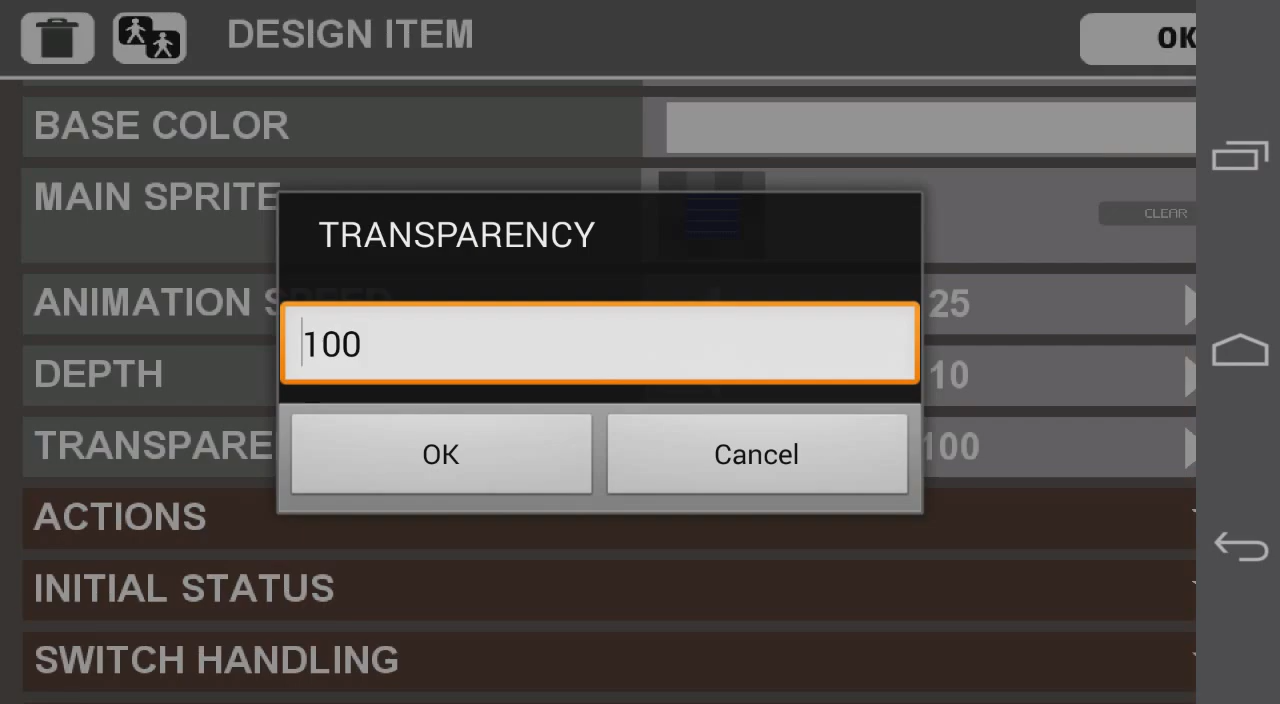 DESIGN ITEM
OK
BASE COLOR
MAIN SPRITE
CLEAR
TRANSPARENCY
ANIMATION SPEED
25
100
DEPTH
10
TRANSPARE
100
OK
Cancel
ACTIONS
INITIAL STATUS
SWITCH HANDLING